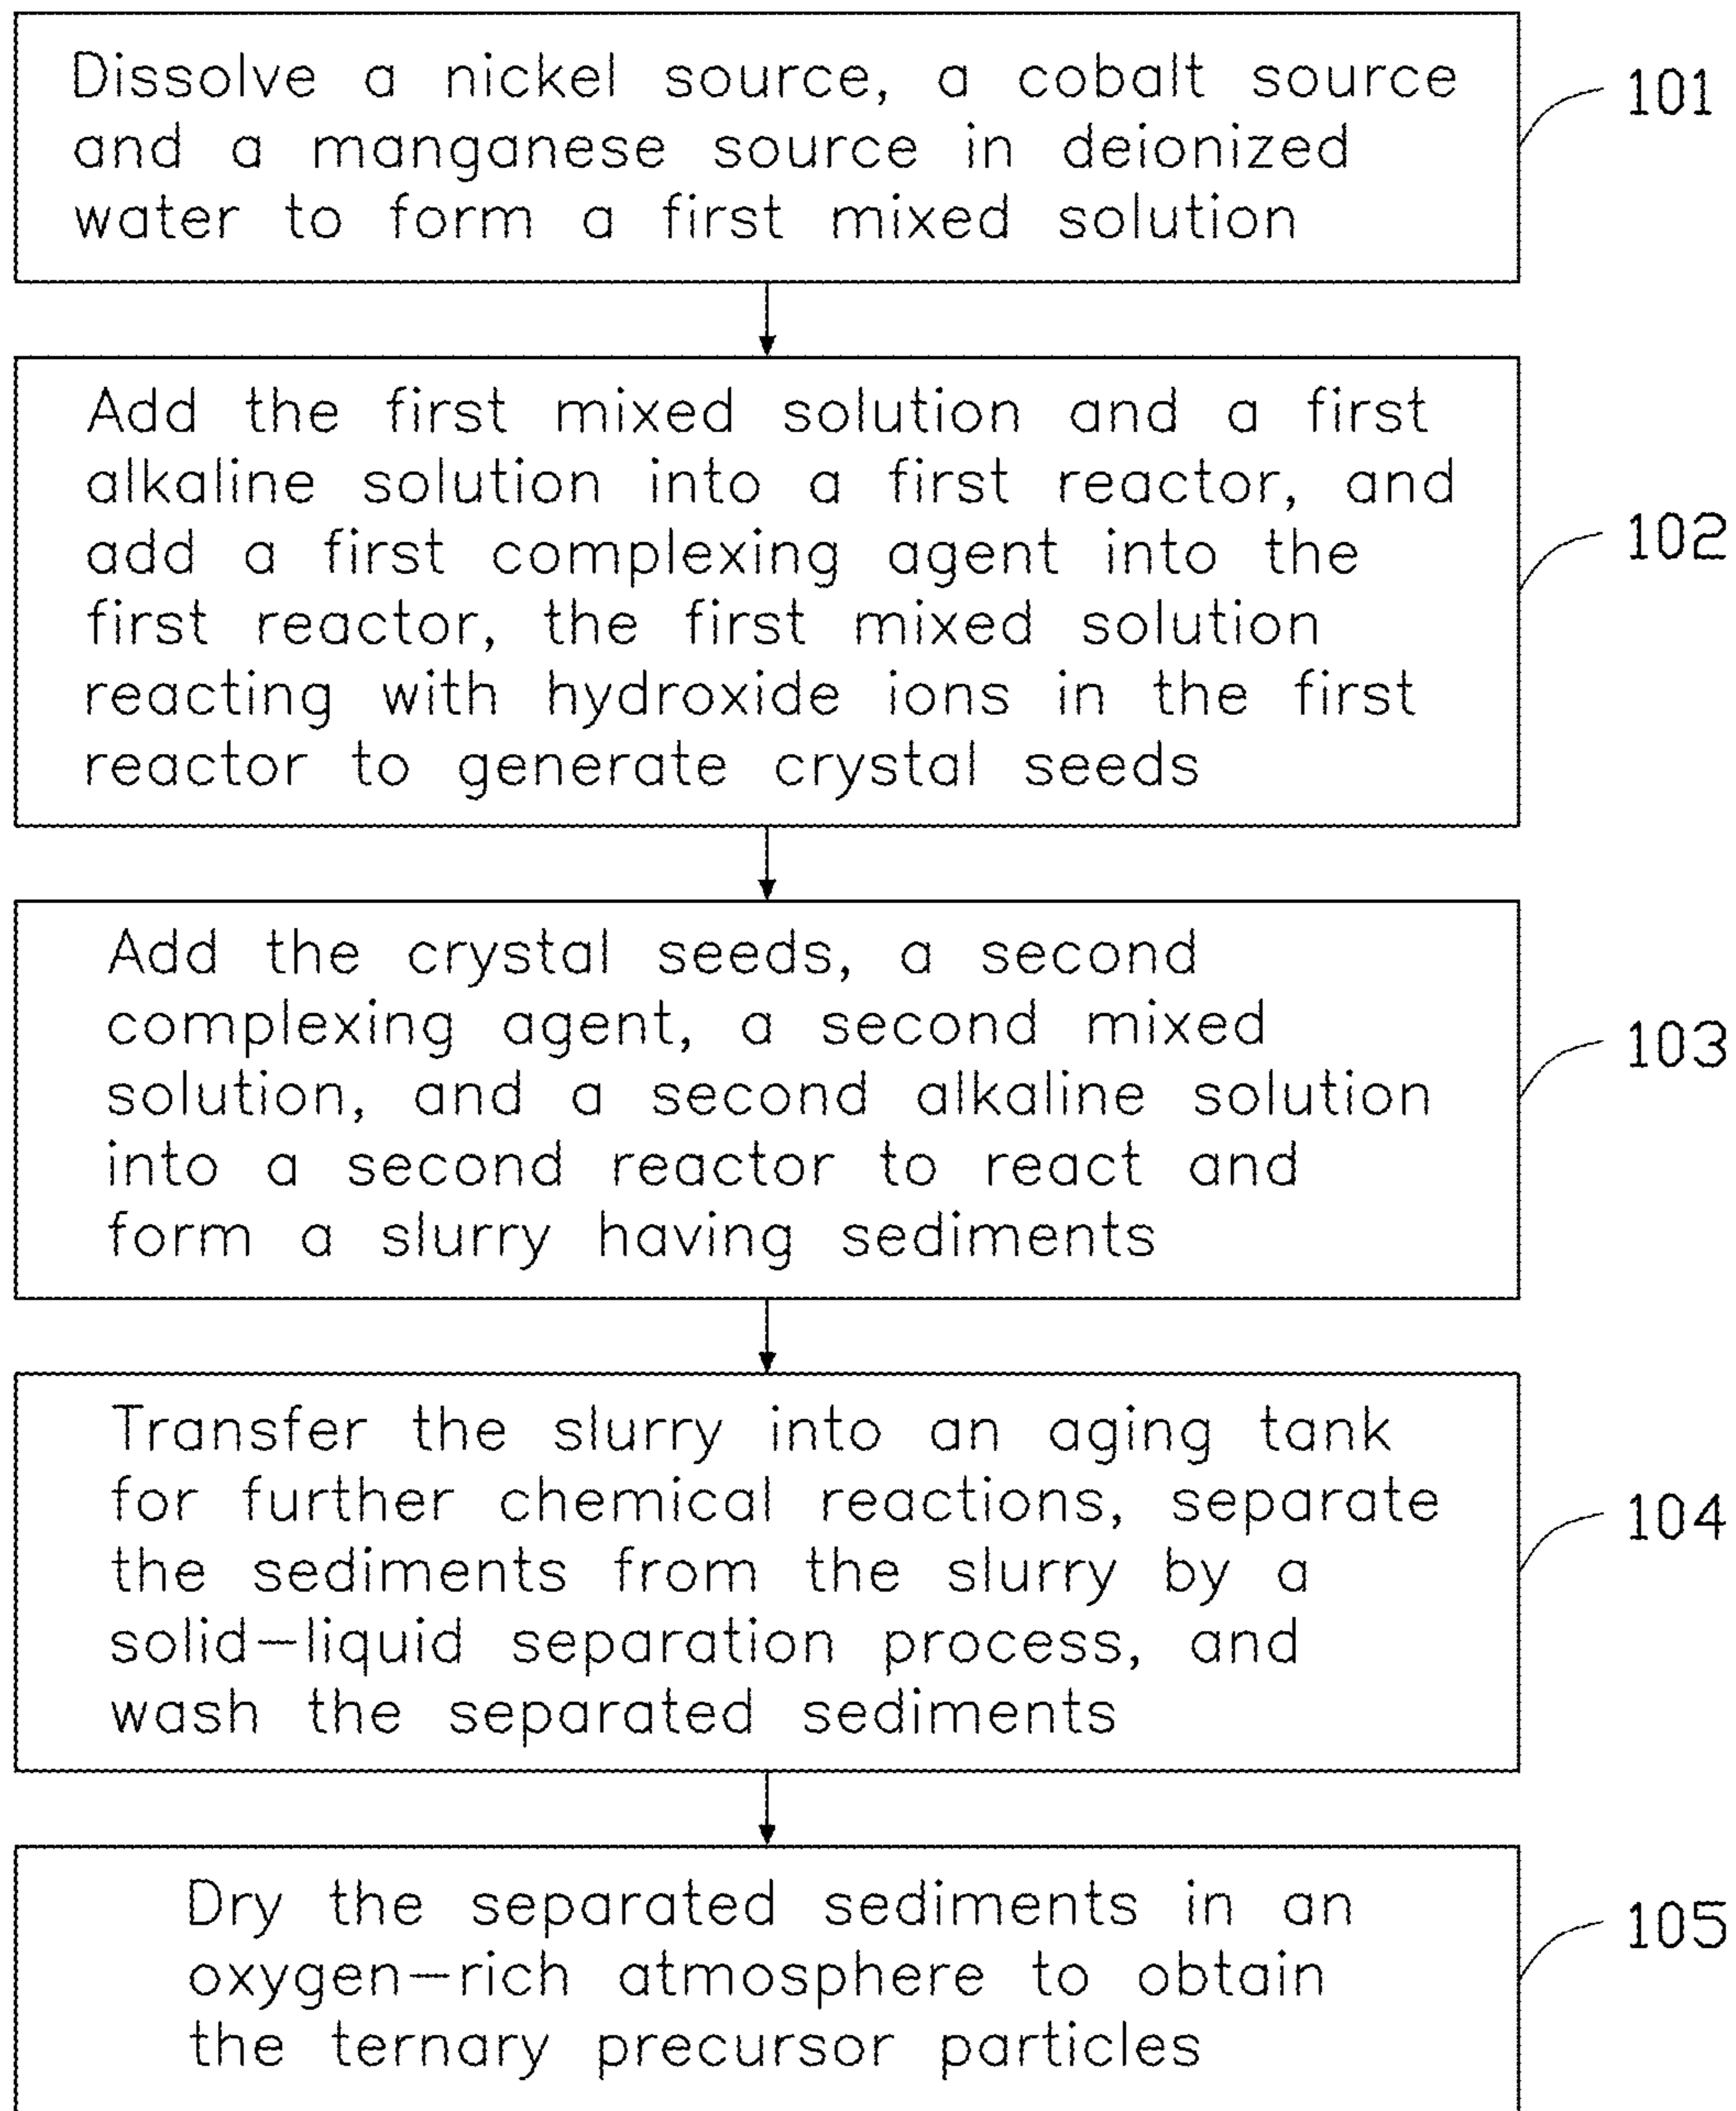 Dissolve a nickel source, a cobalt source
and a manganese source in deionized
water to form a first mixed solution
101
Add the first mixed solution and a first
alkaline solution into a first reactor, and
add a first complexing agent into the
first reactor, the first mixed solution
reacting with hydroxide ions in the first
reactor to generate crystal seeds
102
Add the crystal seeds, a second
complexing agent, a second mixed
solution, and a second alkaline solution
into a second reactor to react and
form a slurry having sediments
103
Transfer the slurry into an aging tank
for further chemical reactions, separate
the sediments from the slurry by a
solid-liquid separation process, and
wash the separated sediments
104
Dry the separated sediments in an
oxygen-rich atmosphere to obtain
the ternary precursor particles
105